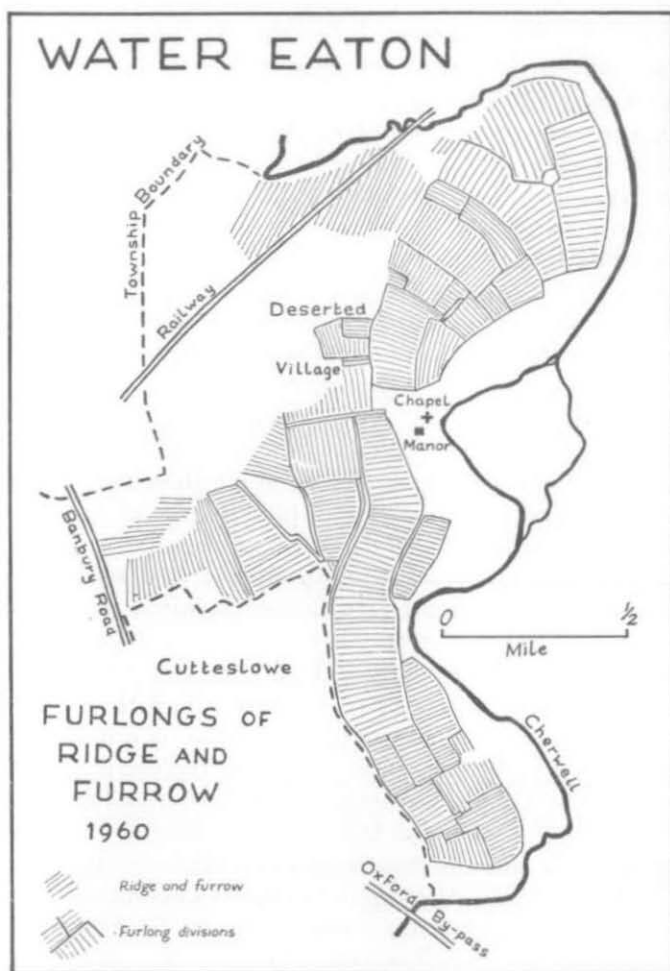 WATER EATON
Township Boundary
Railway
Deserted
Village
Chapel
Manor
Banbury Road
0 ½
Mile
Cutteslowe
Cherwell
FURLONGS OF
RIDGE AND
FURROW
1960
Ridge and furrow
Furlong divisions
Oxford By-pass